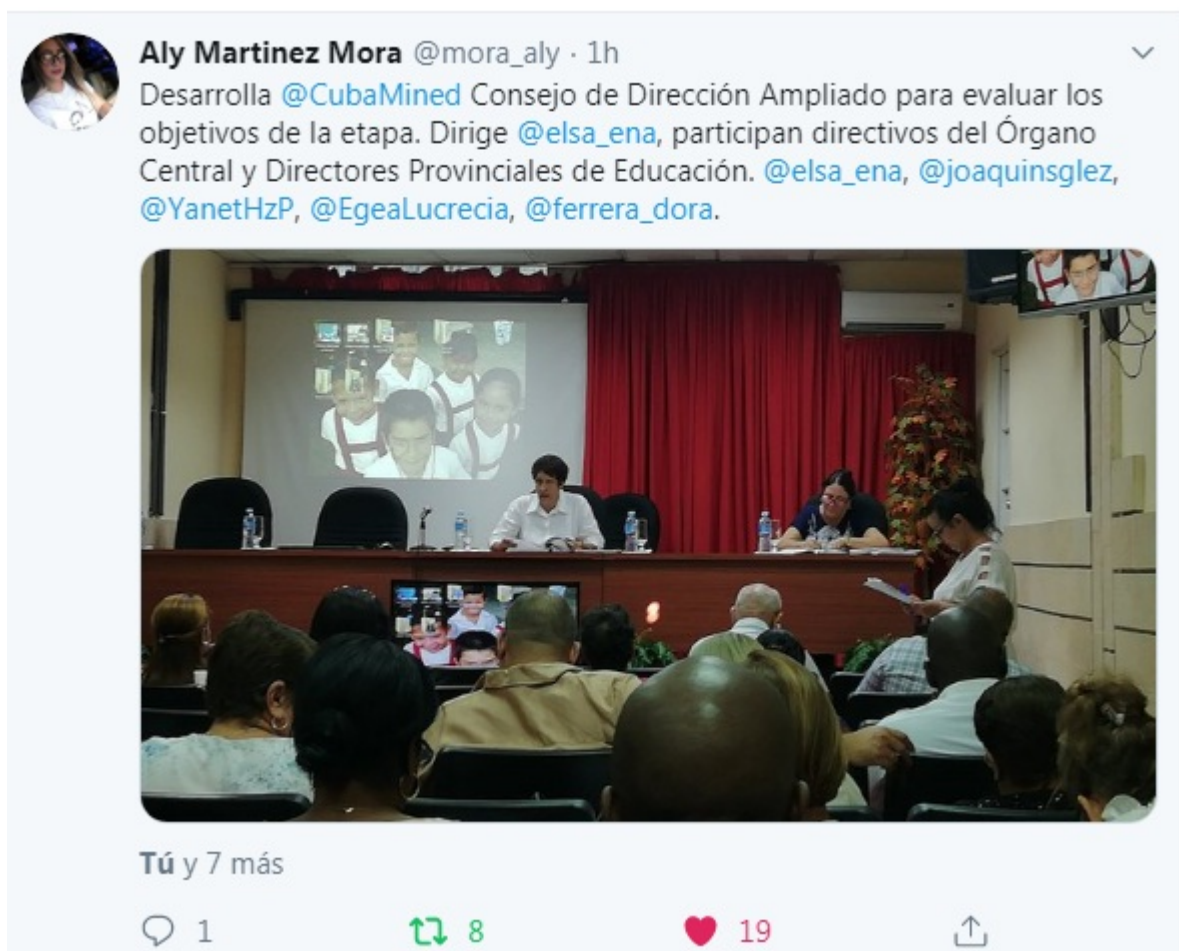 Aly Martinez Mora @mora_aly · 1h
Desarrolla @CubaMined Consejo de Dirección Ampliado para evaluar los
objetivos de la etapa. Dirige @elsa_ena, participan directivos del Órgano
Central y Directores Provinciales de Educación. @elsa_ena, @joaquinsglez,
@YanetHzP, @EgeaLucrecia, @ferrera_dora.
Tú y 7 más
1 8 19